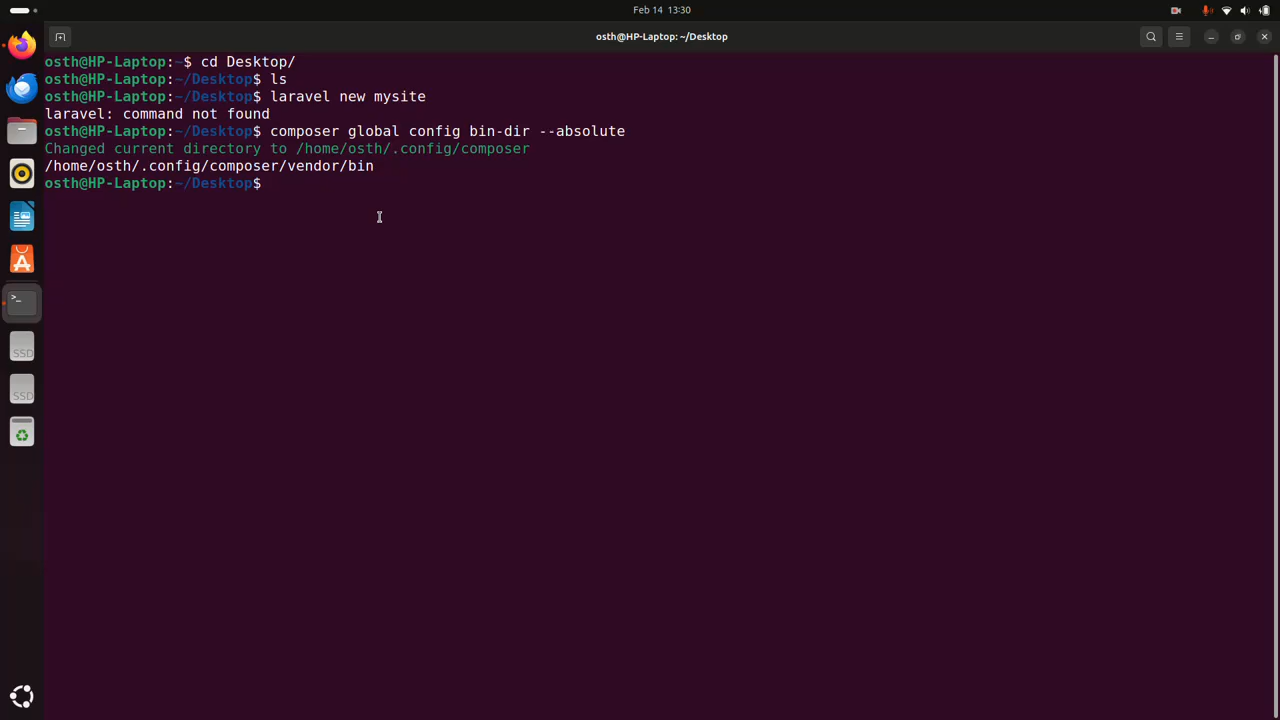 Feb 14 13:30
osth@HP-Laptop: ~/Desktop
osth@HP-Laptop:~$ cd Desktop/
osth@HP-Laptop:~/Desktop$ ls
osth@HP-Laptop:~/Desktop$ laravel new mysite
laravel: command not found
osth@HP-Laptop:~/Desktop$ composer global config bin-dir --absolute
Changed current directory to /home/osth/.config/composer
/home/osth/.config/composer/vendor/bin
osth@HP-Laptop:~/Desktop$
>_
SSD
SSD